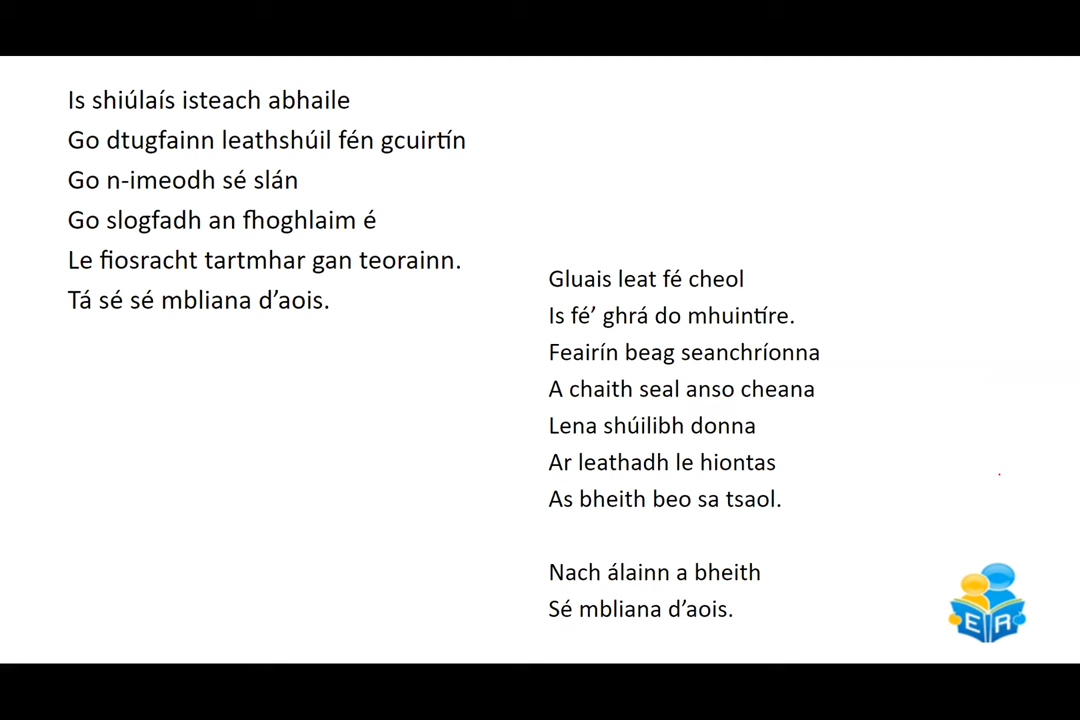 Is shiúlaís isteach abhaile
Go dtugfainn leathshúil fén gcuirtín
Go n-imeodh sé slán
Go slogfadh an fhoghlaim é
Le fiosracht tartmhar gan teorainn.
Tá sé sé mbliana d’aois.
Gluais leat fé cheol
Is fé’ ghrá do mhuintíre.
Feairín beag seanchríonna
A chaith seal anso cheana
Lena shúilibh donna
Ar leathadh le hiontas
As bheith beo sa tsaol.
Nach álainn a bheith
Sé mbliana d’aois.
E R